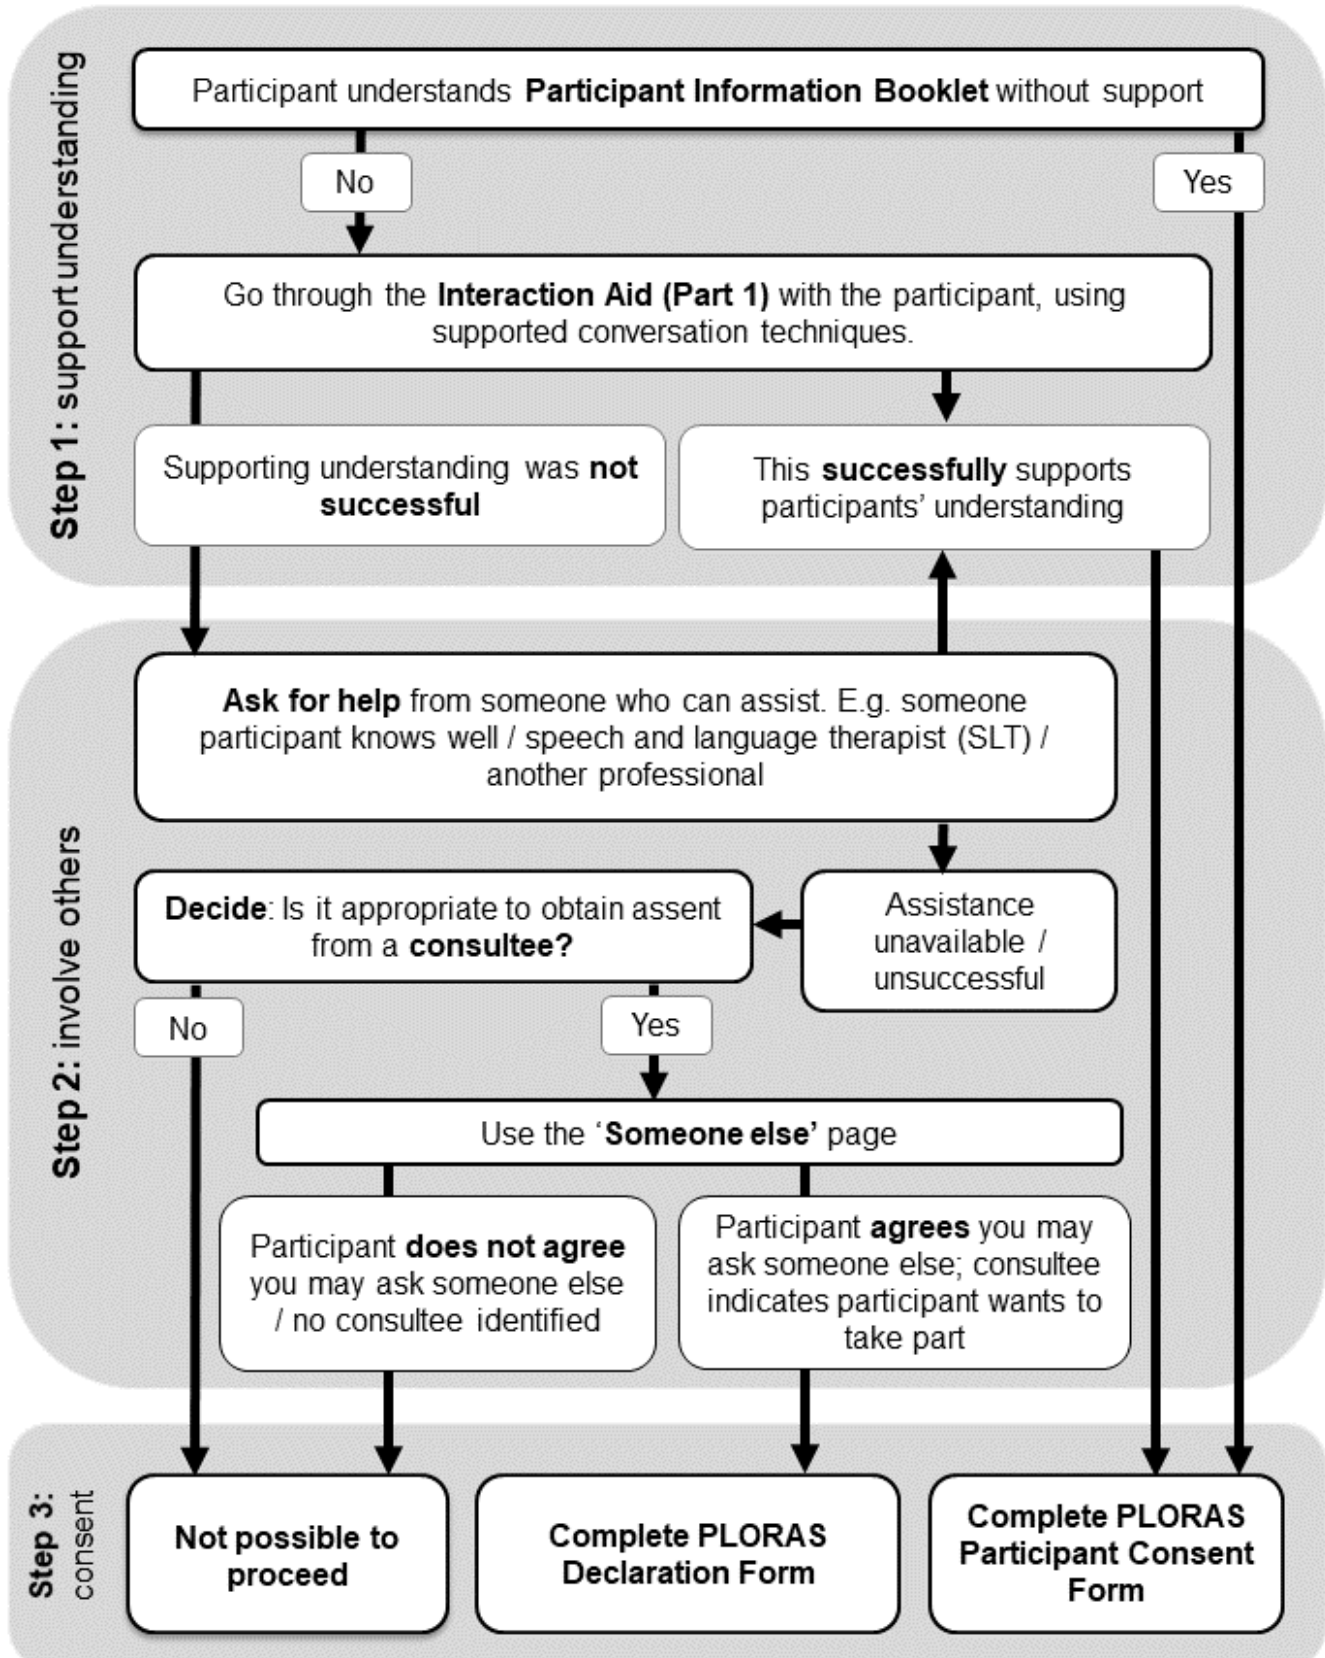 Step 1: support understanding
Participant understands Participant Information Booklet without support
No
Yes
Go through the Interaction Aid (Part 1) with the participant, using
supported conversation techniques.
Supporting understanding was not
successful
This successfully supports
participants’ understanding
Step 2: involve others
Ask for help from someone who can assist. E.g. someone
participant knows well / speech and language therapist (SLT) /
another professional
Decide: Is it appropriate to obtain assent
from a consultee?
Assistance
unavailable /
unsuccessful
No
Yes
Use the ‘Someone else’ page
Participant does not agree
you may ask someone else
/ no consultee identified
Participant agrees you may
ask someone else; consultee
indicates participant wants to
take part
Step 3:
consent
Not possible to
proceed
Complete PLORAS
Declaration Form
Complete PLORAS
Participant Consent
Form